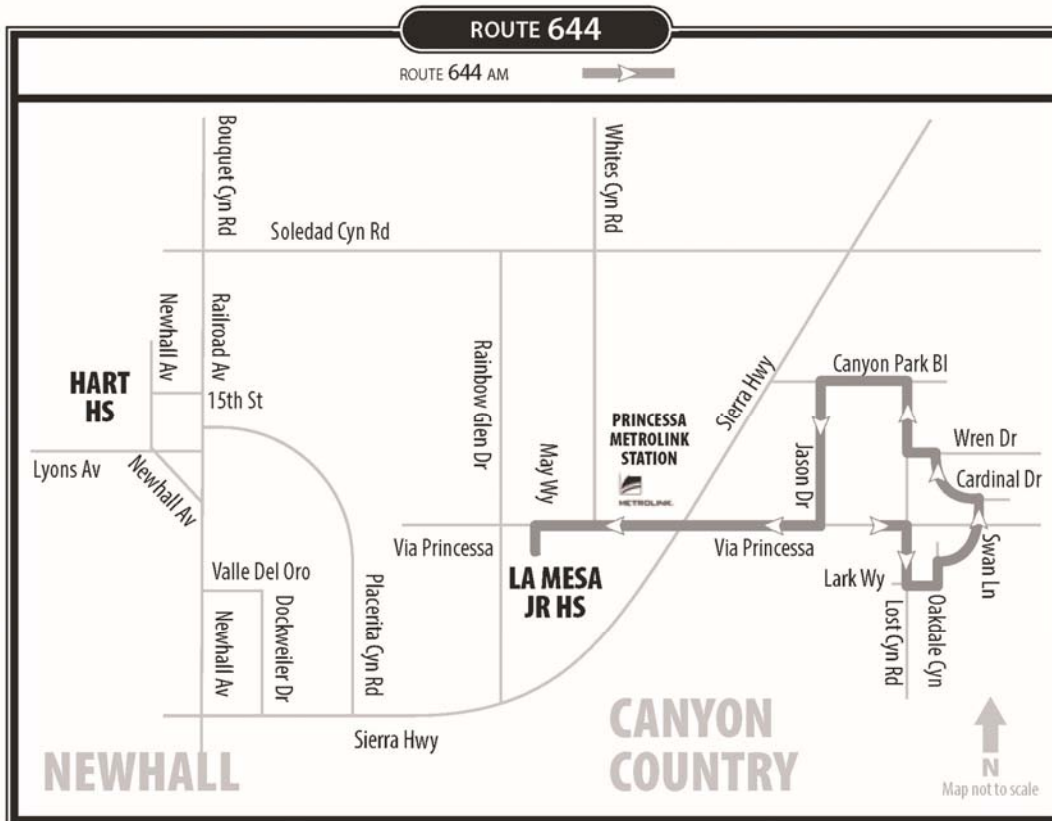 ROUTE 644
ROUTE 644 AM
Bouquet Cyn Rd
Whites Cyn Rd
Soledad Cyn Rd
Newhall Av
Railroad Av
Rainbow Glen Dr
Sierra Hwy
Canyon Park Bl
HART
HS
15th St
PRINCESSA
METROLINK
STATION
METROLINK.
May Wy
Jason Dr
Wren Dr
Lyons Av
Newhall Av
Cardinal Dr
Via Princessa
Via Princessa
Swan Ln
LA MESA
JR HS
Valle Del Oro
Lark Wy
Newhall Av
Dockweiler Dr
Placerita Cyn Rd
Lost Cyn Rd
Oakdale Cyn
Sierra Hwy
CANYON
COUNTRY
NEWHALL
N
Map not to scale